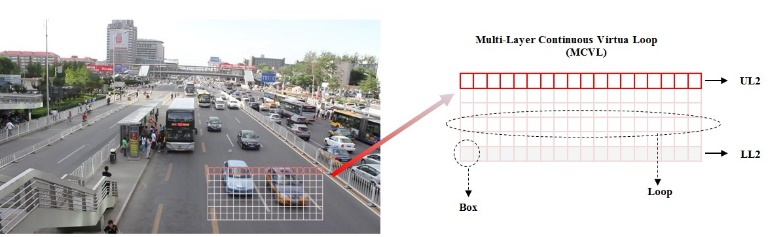 Multi-Layer Continuous Virtua Loop
(MCVL)
UL2
LL2
Loop
Box